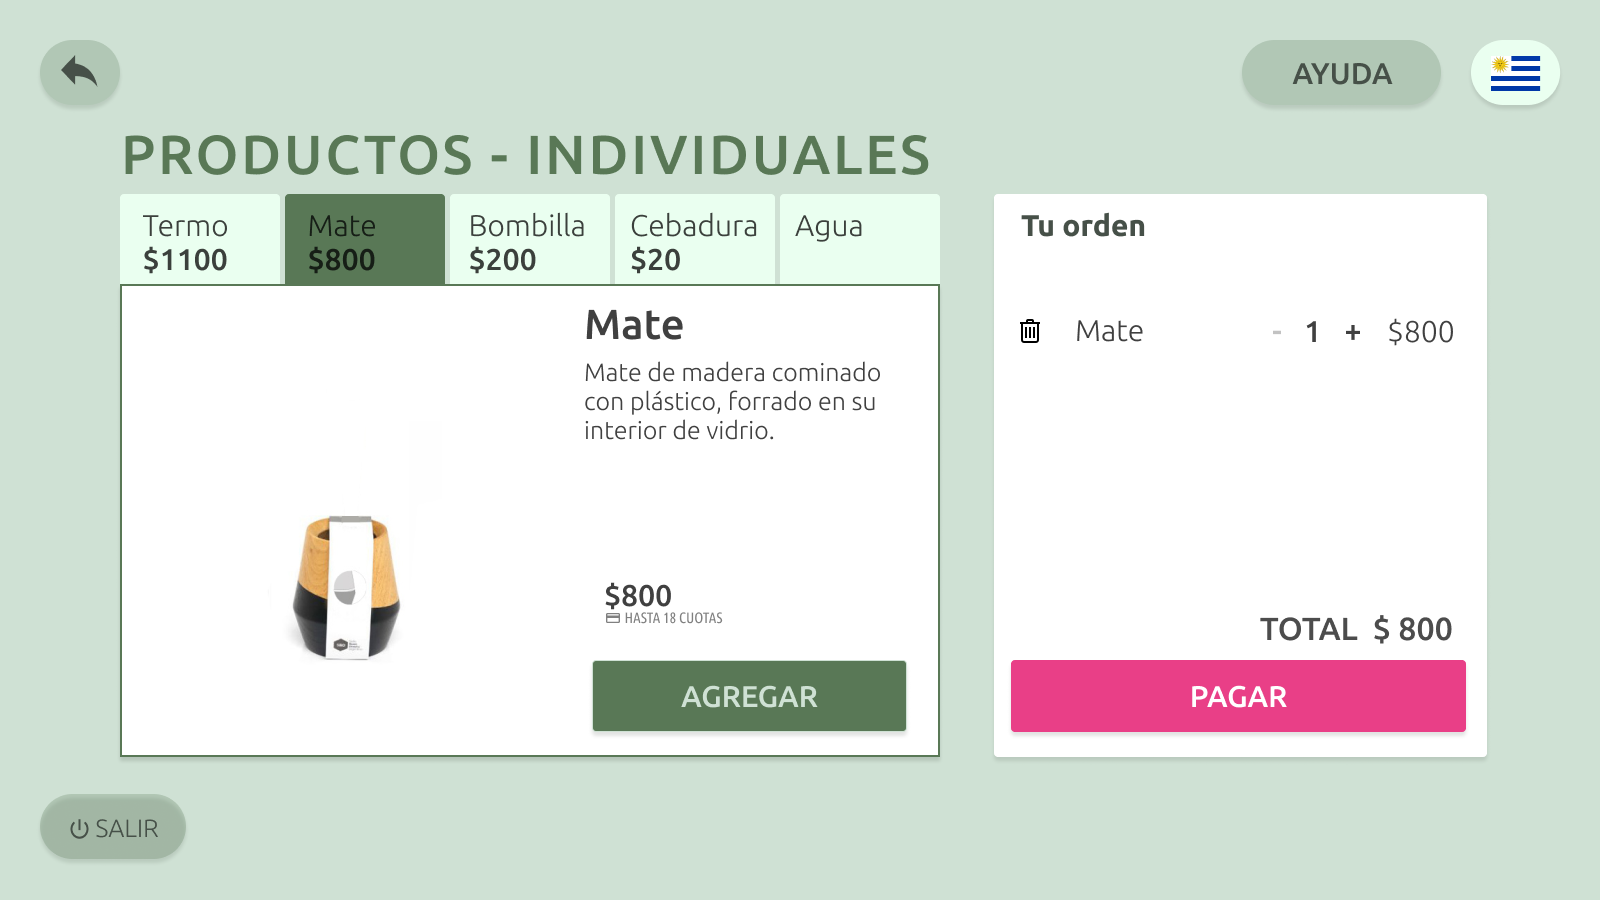 AYUDA
PRODUCTOS - INDIVIDUALES
Termo
$1100
Mate
$800
Bombilla
$200
Cebadura
$20
Agua
Mate
Mate de madera cominado
con plástico, forrado en su
interior de vidrio.
$800
HASTA 18 CUOTAS
AGREGAR
Tu orden
Mate - 1 + $800
TOTAL $ 800
PAGAR
SALIR